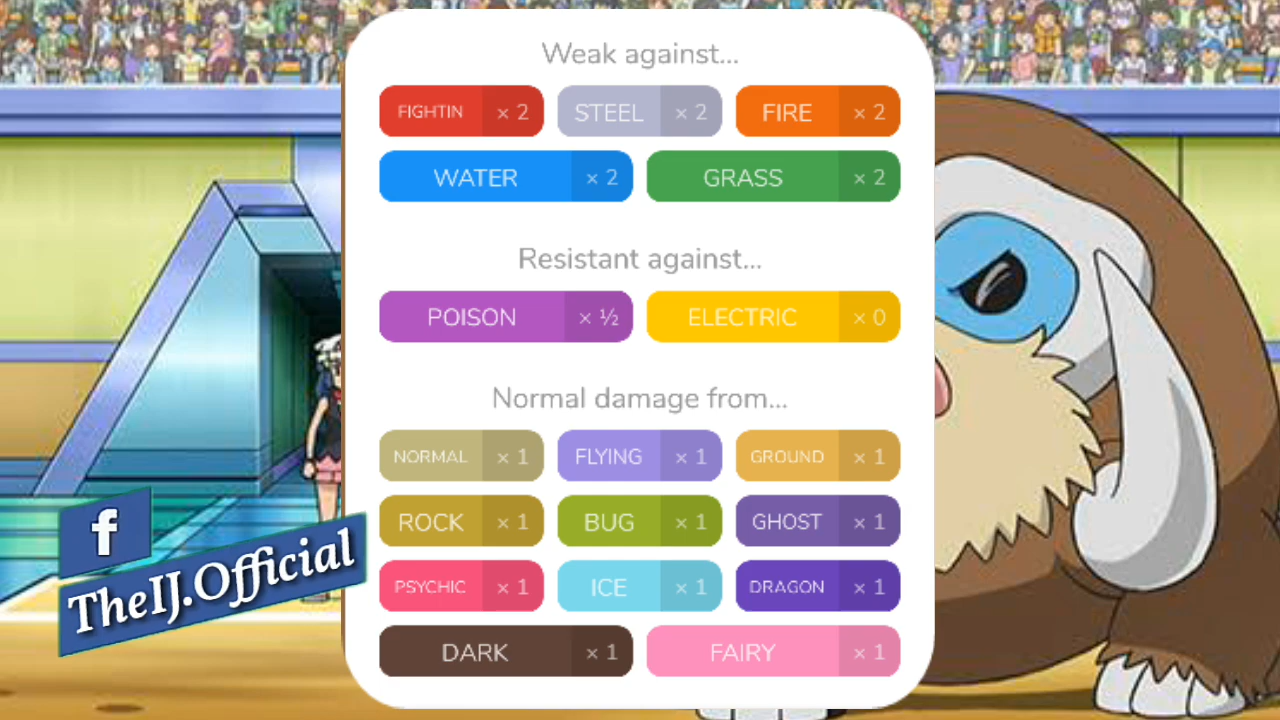 Weak against...
FIGHTIN × 2 STEEL × 2 FIRE × 2
WATER × 2 GRASS × 2
Resistant against...
POISON × ½ ELECTRIC × 0
Normal damage from...
NORMAL × 1 FLYING × 1 GROUND × 1
ROCK × 1 BUG × 1 GHOST × 1
PSYCHIC × 1 ICE × 1 DRAGON × 1
DARK × 1 FAIRY × 1
f
TheIJ.Official